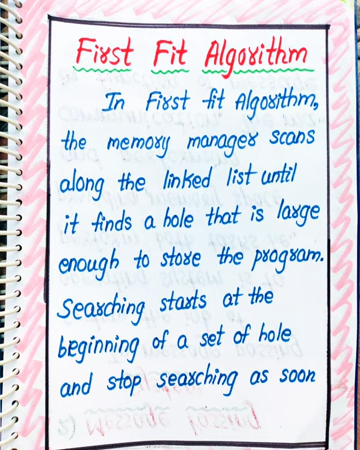 First Fit Algorithm
In First fit Algorithm,
the memory manager scans
along the linked list until
it finds a hole that is large
enough to store the program.
Searching starts at the
beginning of a set of hole
and stop searching as soon